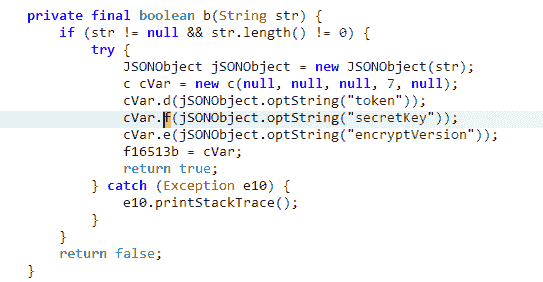 private final boolean b(String str) {
    if (str != null && str.length() != 0) {
        try {
            JSONObject jSONObject = new JSONObject(str);
            c cVar = new c(null, null, null, 7, null);
            cVar.d(jSONObject.optString("token"));
            cVar.f(jSONObject.optString("secretKey"));
            cVar.e(jSONObject.optString("encryptVersion"));
            f16513b = cVar;
            return true;
        } catch (Exception e10) {
            e10.printStackTrace();
        }
    }
    return false;
}